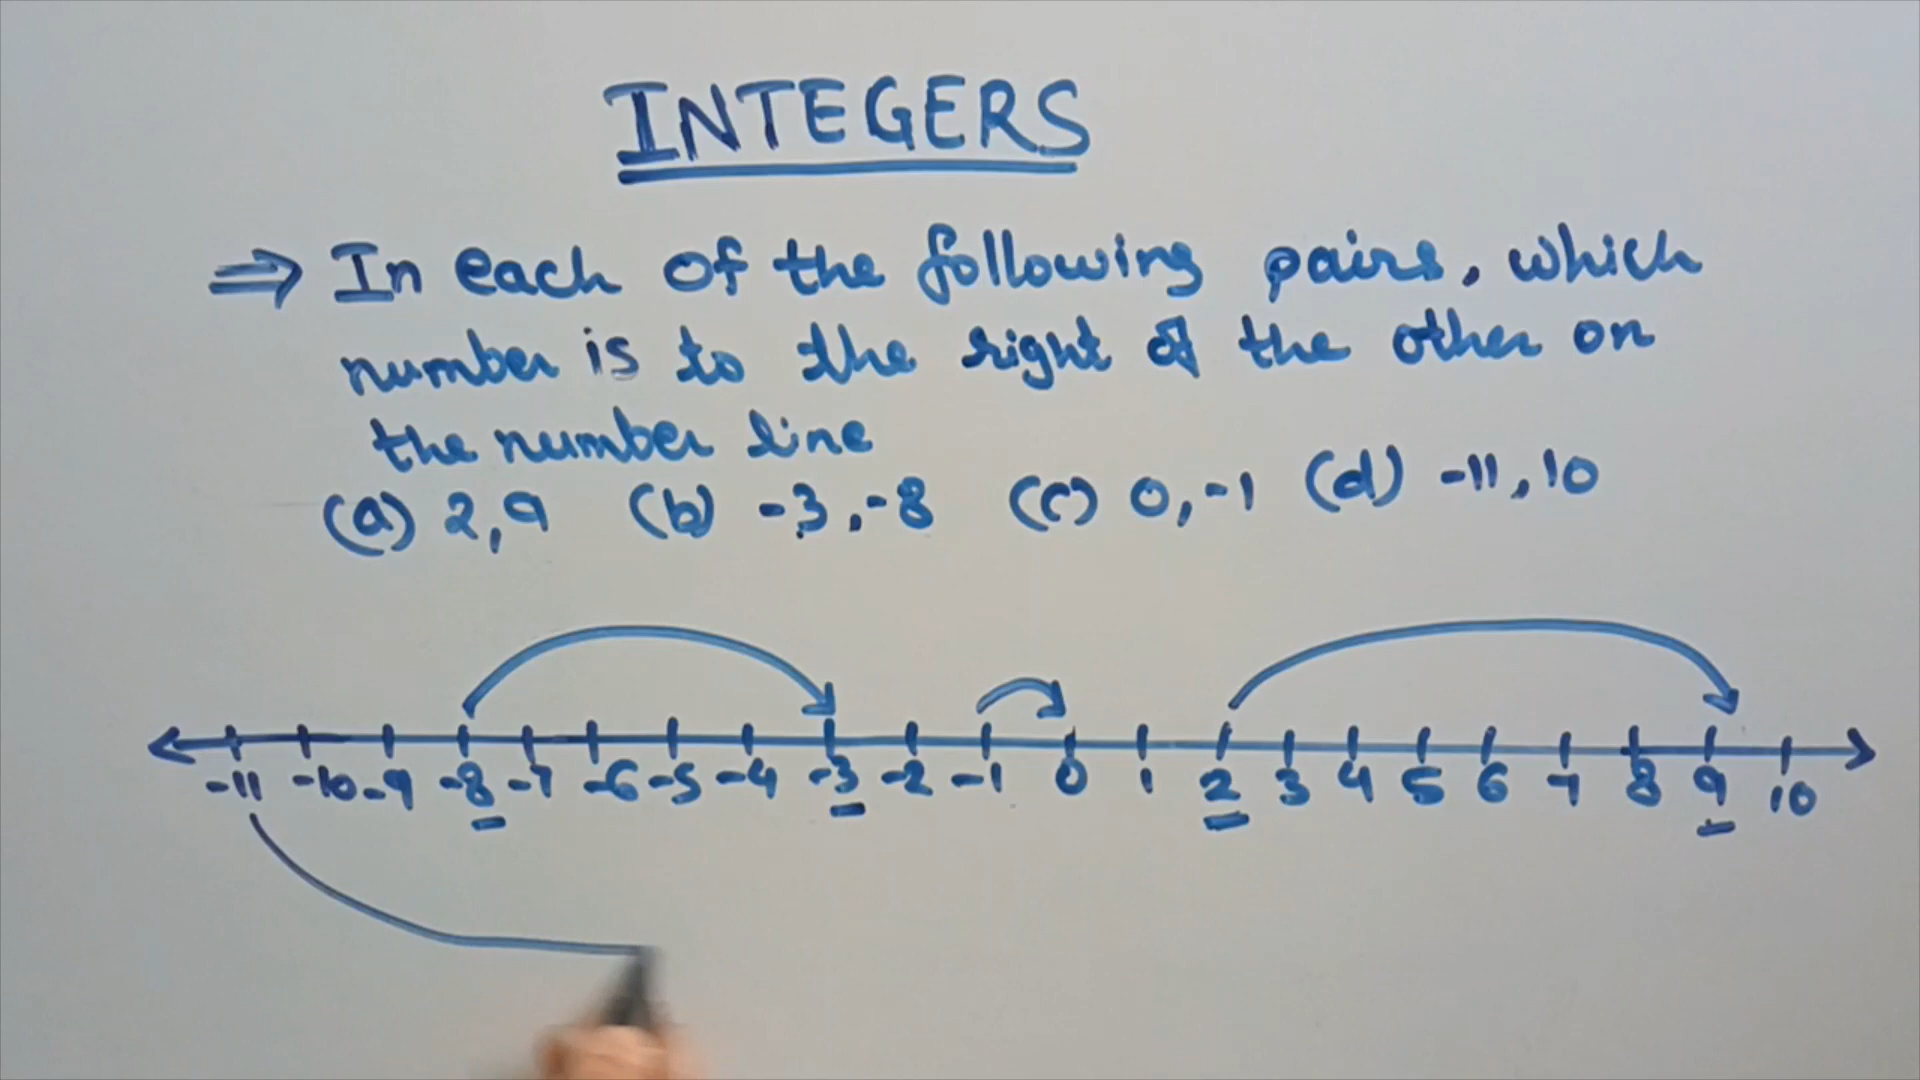 INTEGERS
⇒ In each of the following pairs, which
number is to the right of the other on
the number line
(a) 2,9 (b) -3,-8 (c) 0,-1 (d) -11,10
-11 -10 -9 -8 -7 -6 -5 -4 -3 -2 -1 0 1 2 3 4 5 6 7 8 9 10